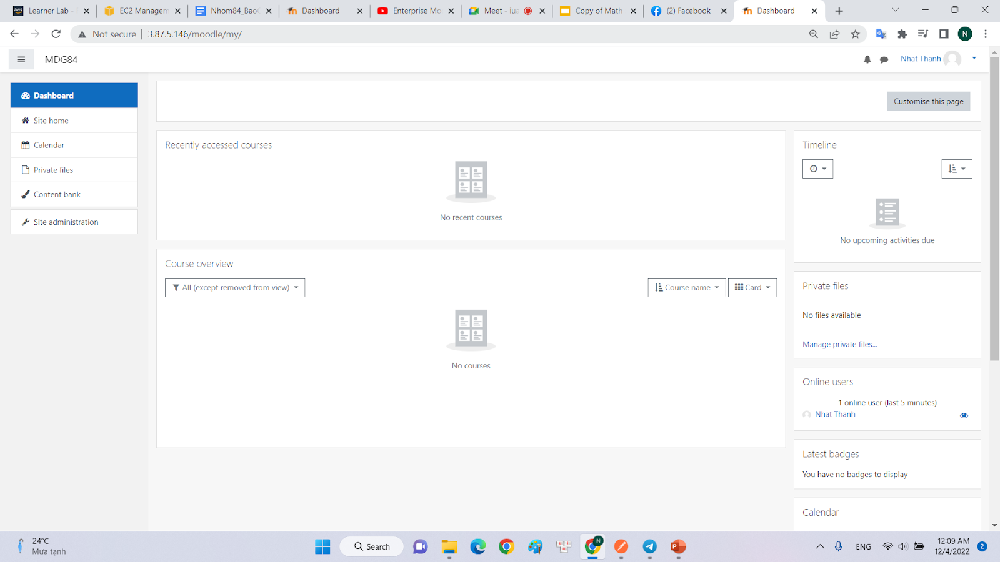 Learner Lab -
EC2 Managem
Nhom84_Bao
Dashboard
Enterprise Mo
Meet - iua
Copy of Math
(2) Facebook
Dashboard
Not secure | 3.87.5.146/moodle/my/
N
MDG84
Nhat Thanh
Dashboard
Site home
Calendar
Private files
Content bank
Site administration
Customise this page
Recently accessed courses
No recent courses
Course overview
All (except removed from view)
Course name
Card
No courses
Timeline
No upcoming activities due
Private files
No files available
Manage private files...
Online users
1 online user (last 5 minutes)
Nhat Thanh
Latest badges
You have no badges to display
Calendar
24°C
Mưa tạnh
Search
N
ENG
12:09 AM
12/4/2022
2